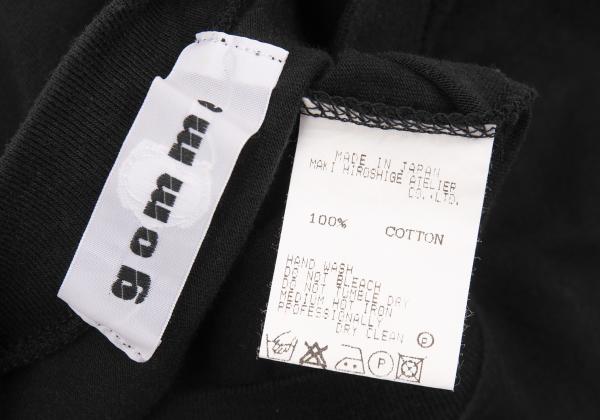 gomme
MADE IN JAPAN
MAKI HIROSHIGE ATELIER
CO.,LTD.
100% COTTON
HAND WASH
DO NOT BLEACH
DO NOT TUMBLE DRY
MEDIUM HOT IRON
PROFESSIONALLY
DRY CLEAN P
P